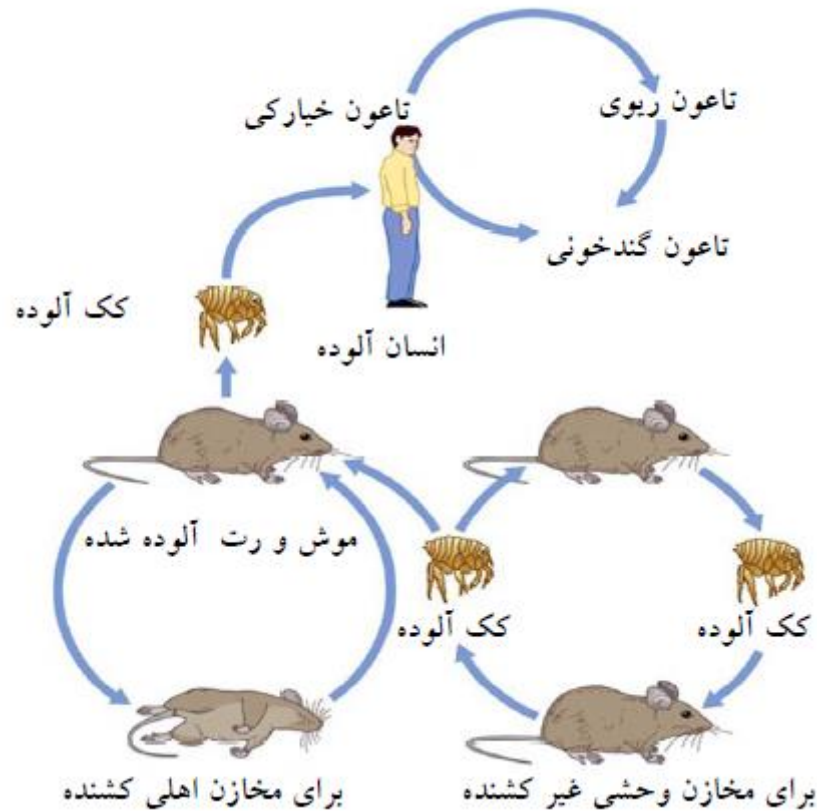 تاعون ریوی
تاعون خیارکی
تاعون گندخونی
کک آلوده
انسان آلوده
موش و رت آلوده شده
کک آلوده
کک آلوده
برای مخازن وحشی غیر کشنده
برای مخازن اهلی کشنده